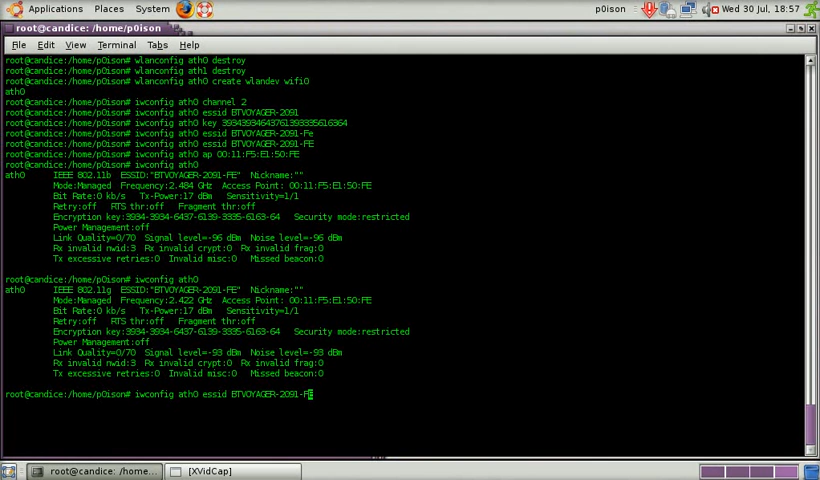 Applications Places System p0ison Wed 30 Jul, 18:57
root@candice: /home/p0ison
File Edit View Terminal Tabs Help
root@candice:/home/p0ison# wlanconfig ath0 destroy
root@candice:/home/p0ison# wlanconfig ath1 destroy
root@candice:/home/p0ison# wlanconfig ath0 create wlandev wifi0
ath0
root@candice:/home/p0ison# iwconfig ath0 channel 2
root@candice:/home/p0ison# iwconfig ath0 essid BTVOYAGER-2091
root@candice:/home/p0ison# iwconfig ath0 key 39343934643761393335616364
root@candice:/home/p0ison# iwconfig ath0 essid BTVOYAGER-2091-Fe
root@candice:/home/p0ison# iwconfig ath0 essid BTVOYAGER-2091-FE
root@candice:/home/p0ison# iwconfig ath0 ap 00:11:F5:E1:50:FE
root@candice:/home/p0ison# iwconfig ath0
ath0 IEEE 802.11b ESSID:"BTVOYAGER-2091-FE" Nickname:""
Mode:Managed Frequency:2.484 GHz Access Point: 00:11:F5:E1:50:FE
Bit Rate:0 kb/s Tx-Power:17 dBm Sensitivity=1/1
Retry:off RTS thr:off Fragment thr:off
Encryption key:3934-3934-6437-6139-3335-6163-64 Security mode:restricted
Power Management:off
Link Quality=0/70 Signal level=-96 dBm Noise level=-96 dBm
Rx invalid nwid:3 Rx invalid crypt:0 Rx invalid frag:0
Tx excessive retries:0 Invalid misc:0 Missed beacon:0
root@candice:/home/p0ison# iwconfig ath0
ath0 IEEE 802.11g ESSID:"BTVOYAGER-2091-FE" Nickname:""
Mode:Managed Frequency:2.422 GHz Access Point: 00:11:F5:E1:50:FE
Bit Rate:0 kb/s Tx-Power:17 dBm Sensitivity=1/1
Retry:off RTS thr:off Fragment thr:off
Encryption key:3934-3934-6437-6139-3335-6163-64 Security mode:restricted
Power Management:off
Link Quality=0/70 Signal level=-93 dBm Noise level=-93 dBm
Rx invalid nwid:3 Rx invalid crypt:0 Rx invalid frag:0
Tx excessive retries:0 Invalid misc:0 Missed beacon:0
root@candice:/home/p0ison# iwconfig ath0 essid BTVOYAGER-2091-FE
root@candice: /home... [XVidCap]